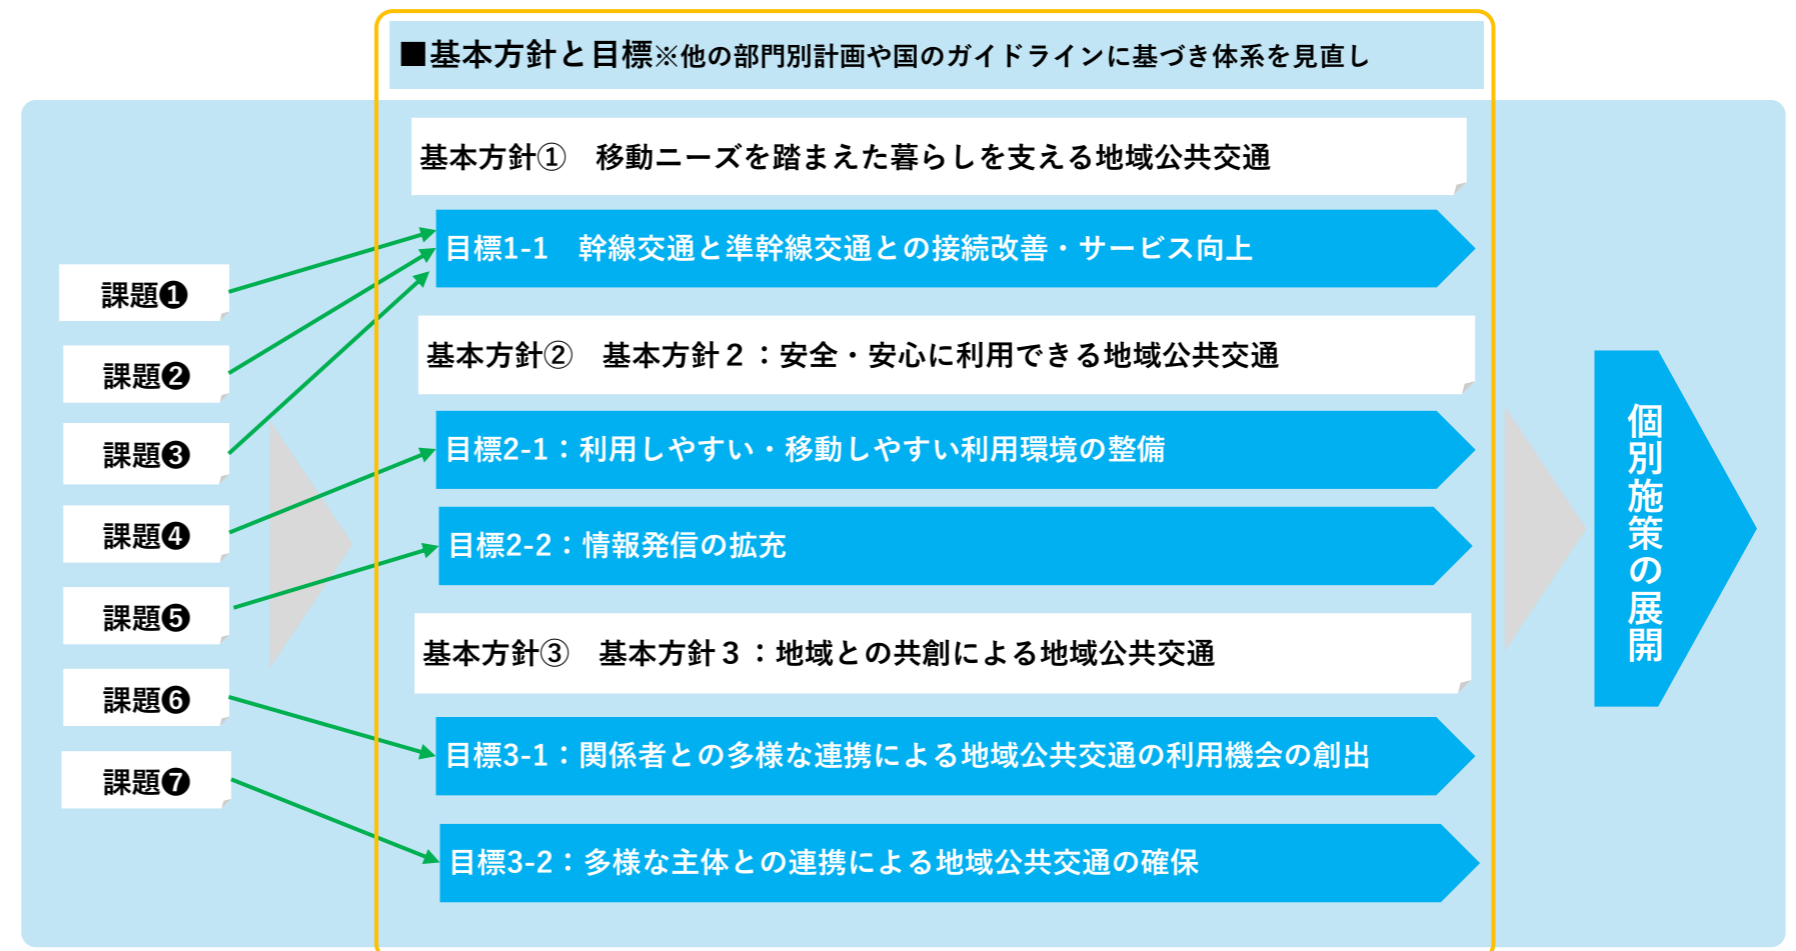 ■基本方針と目標※他の部門別計画や国のガイドラインに基づき体系を見直し
基本方針①　移動ニーズを踏まえた暮らしを支える地域公共交通
目標1-1　幹線交通と準幹線交通との接続改善・サービス向上
課題❶
課題❷
課題❸
課題❹
課題❺
課題❻
課題❼
基本方針②　基本方針２：安全・安心に利用できる地域公共交通
目標2-1：利用しやすい・移動しやすい利用環境の整備
目標2-2：情報発信の拡充
基本方針③　基本方針３：地域との共創による地域公共交通
目標3-1：関係者との多様な連携による地域公共交通の利用機会の創出
目標3-2：多様な主体との連携による地域公共交通の確保
個別施策の展開